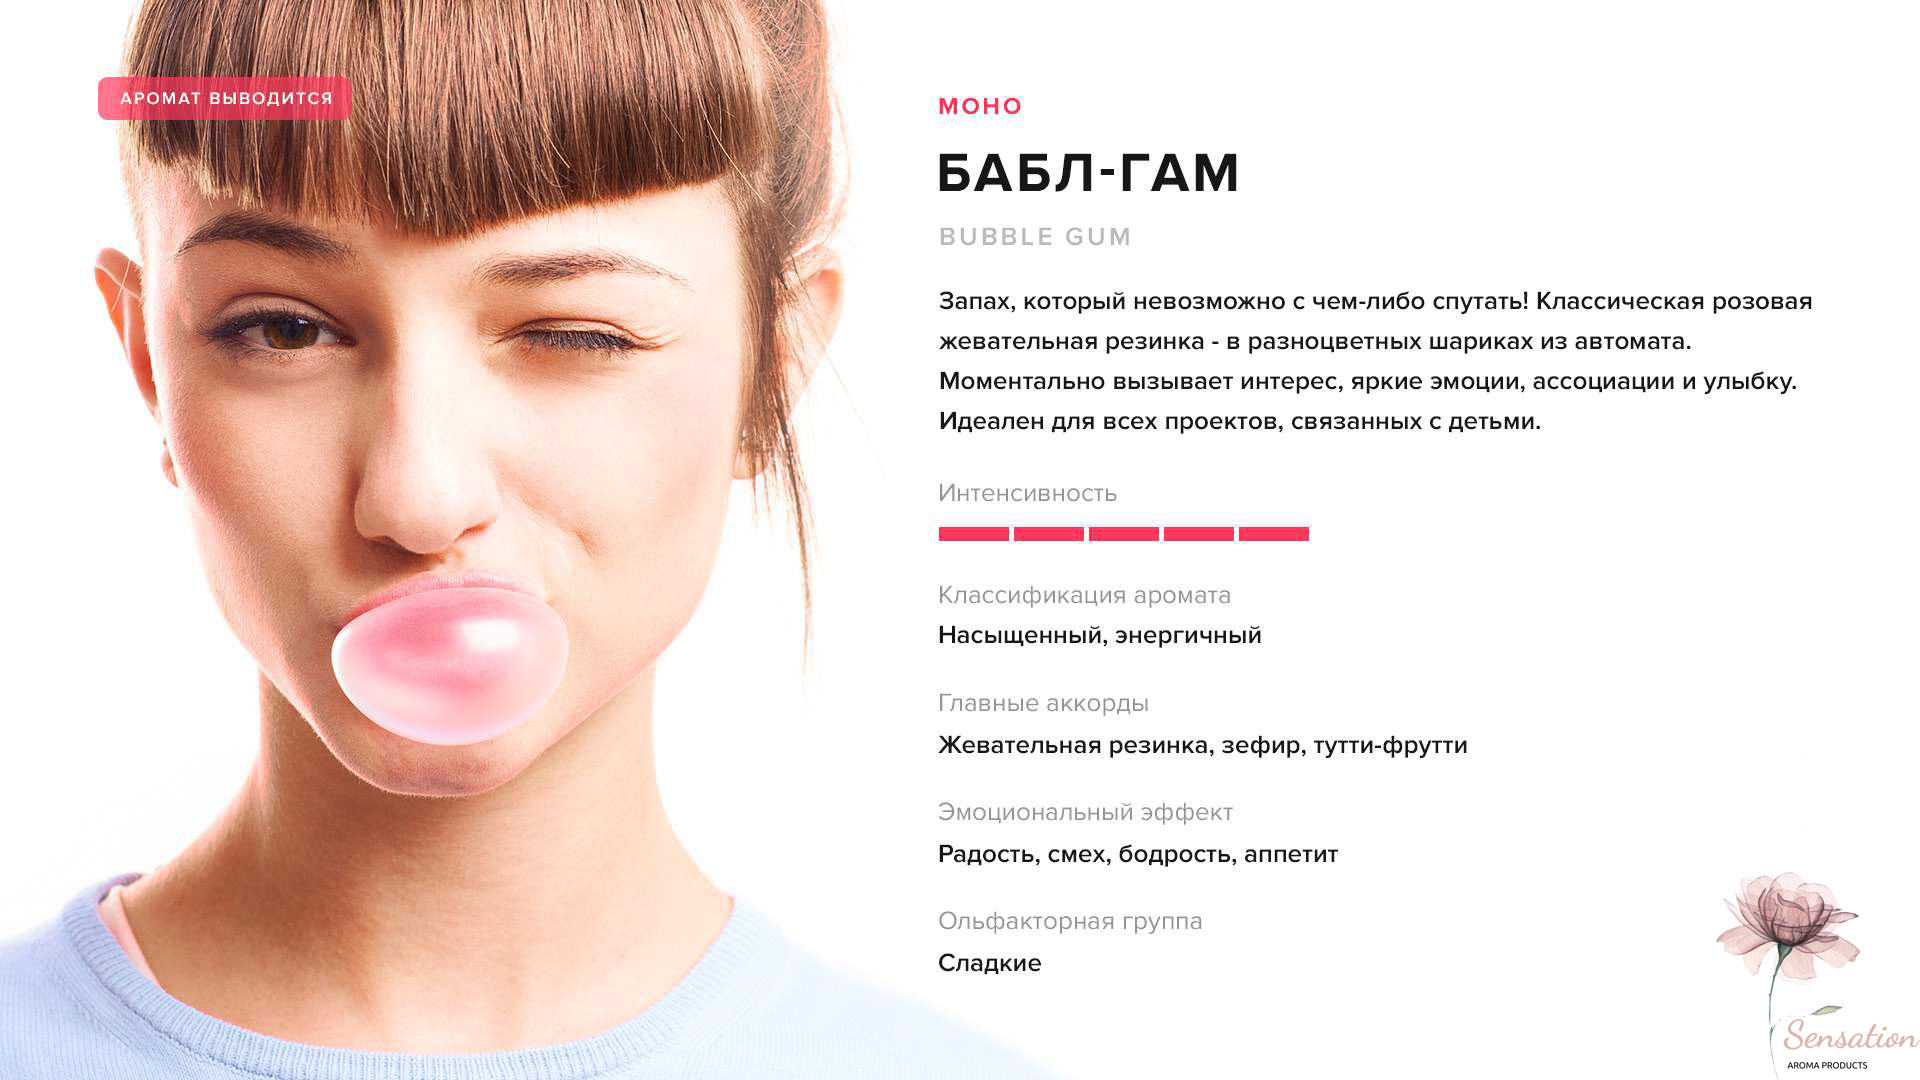 АРОМАТ ВЫВОДИТСЯ
МОНО
БАБЛ-ГАМ
BUBBLE GUM
Запах, который невозможно с чем-либо спутать! Классическая розовая
жевательная резинка - в разноцветных шариках из автомата.
Моментально вызывает интерес, яркие эмоции, ассоциации и улыбку.
Идеален для всех проектов, связанных с детьми.
Интенсивность
Классификация аромата
Насыщенный, энергичный
Главные аккорды
Жевательная резинка, зефир, тутти-фрутти
Эмоциональный эффект
Радость, смех, бодрость, аппетит
Ольфакторная группа
Сладкие
Sensation
AROMA PRODUCTS